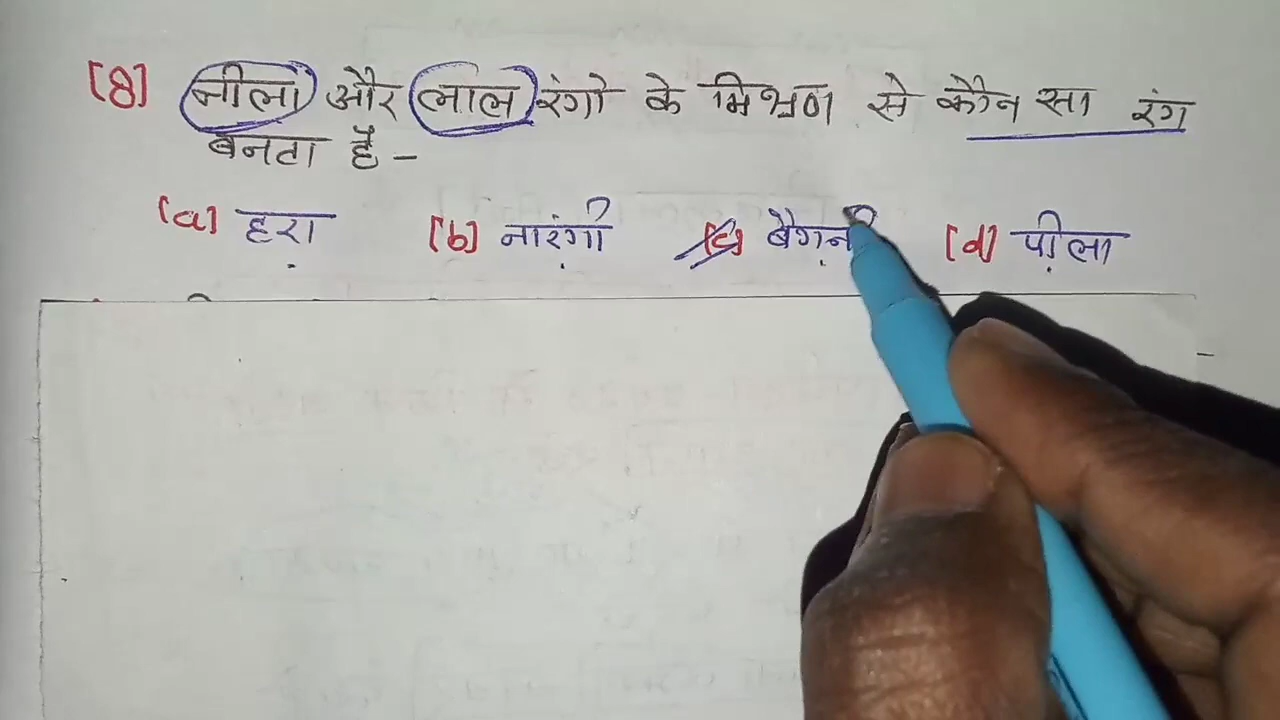 [8] नीला और लाल रंगो के मिश्रण से कौन सा रंग
बनता है -
[a] हरा [b] नारंगी [c] बैगनी [d] पीला